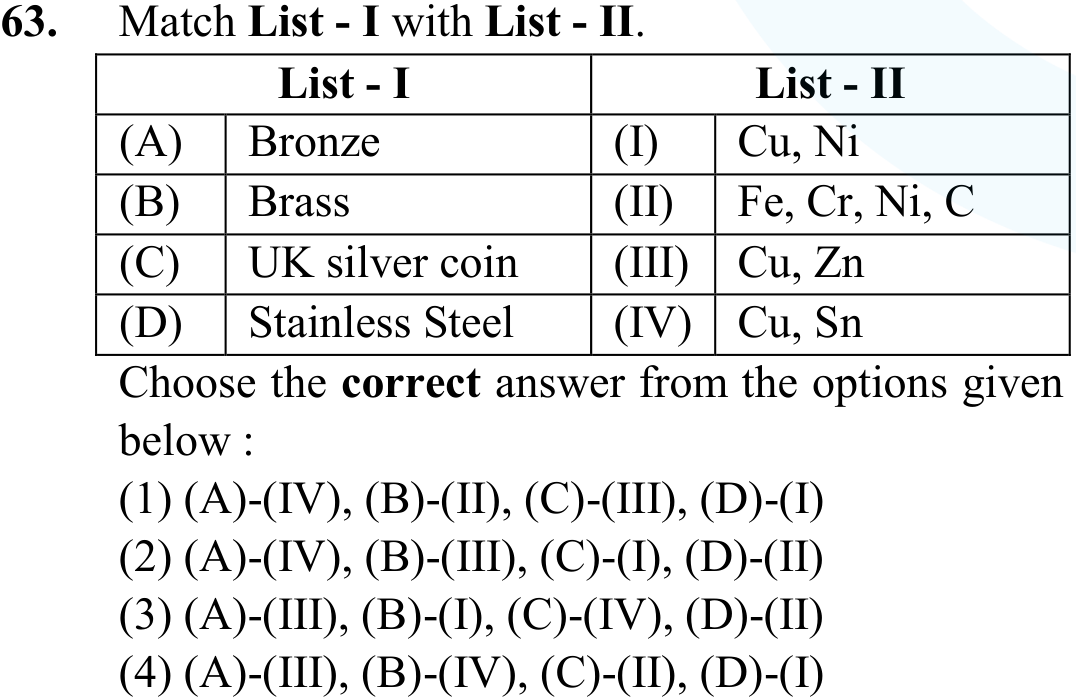 63. Match List - I with List - II.
List - I List - II
(A) Bronze (I) Cu, Ni
(B) Brass (II) Fe, Cr, Ni, C
(C) UK silver coin (III) Cu, Zn
(D) Stainless Steel (IV) Cu, Sn
Choose the correct answer from the options given
below :
(1) (A)-(IV), (B)-(II), (C)-(III), (D)-(I)
(2) (A)-(IV), (B)-(III), (C)-(I), (D)-(II)
(3) (A)-(III), (B)-(I), (C)-(IV), (D)-(II)
(4) (A)-(III), (B)-(IV), (C)-(II), (D)-(I)